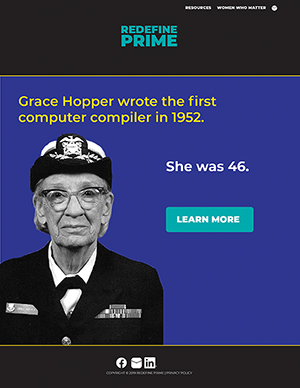 RESOURCES WOMEN WHO MATTER
REDEFINE
PRIME
Grace Hopper wrote the first
computer compiler in 1952.
She was 46.
LEARN MORE
COPYRIGHT © 2019 REDEFINE PRIME | PRIVACY POLICY